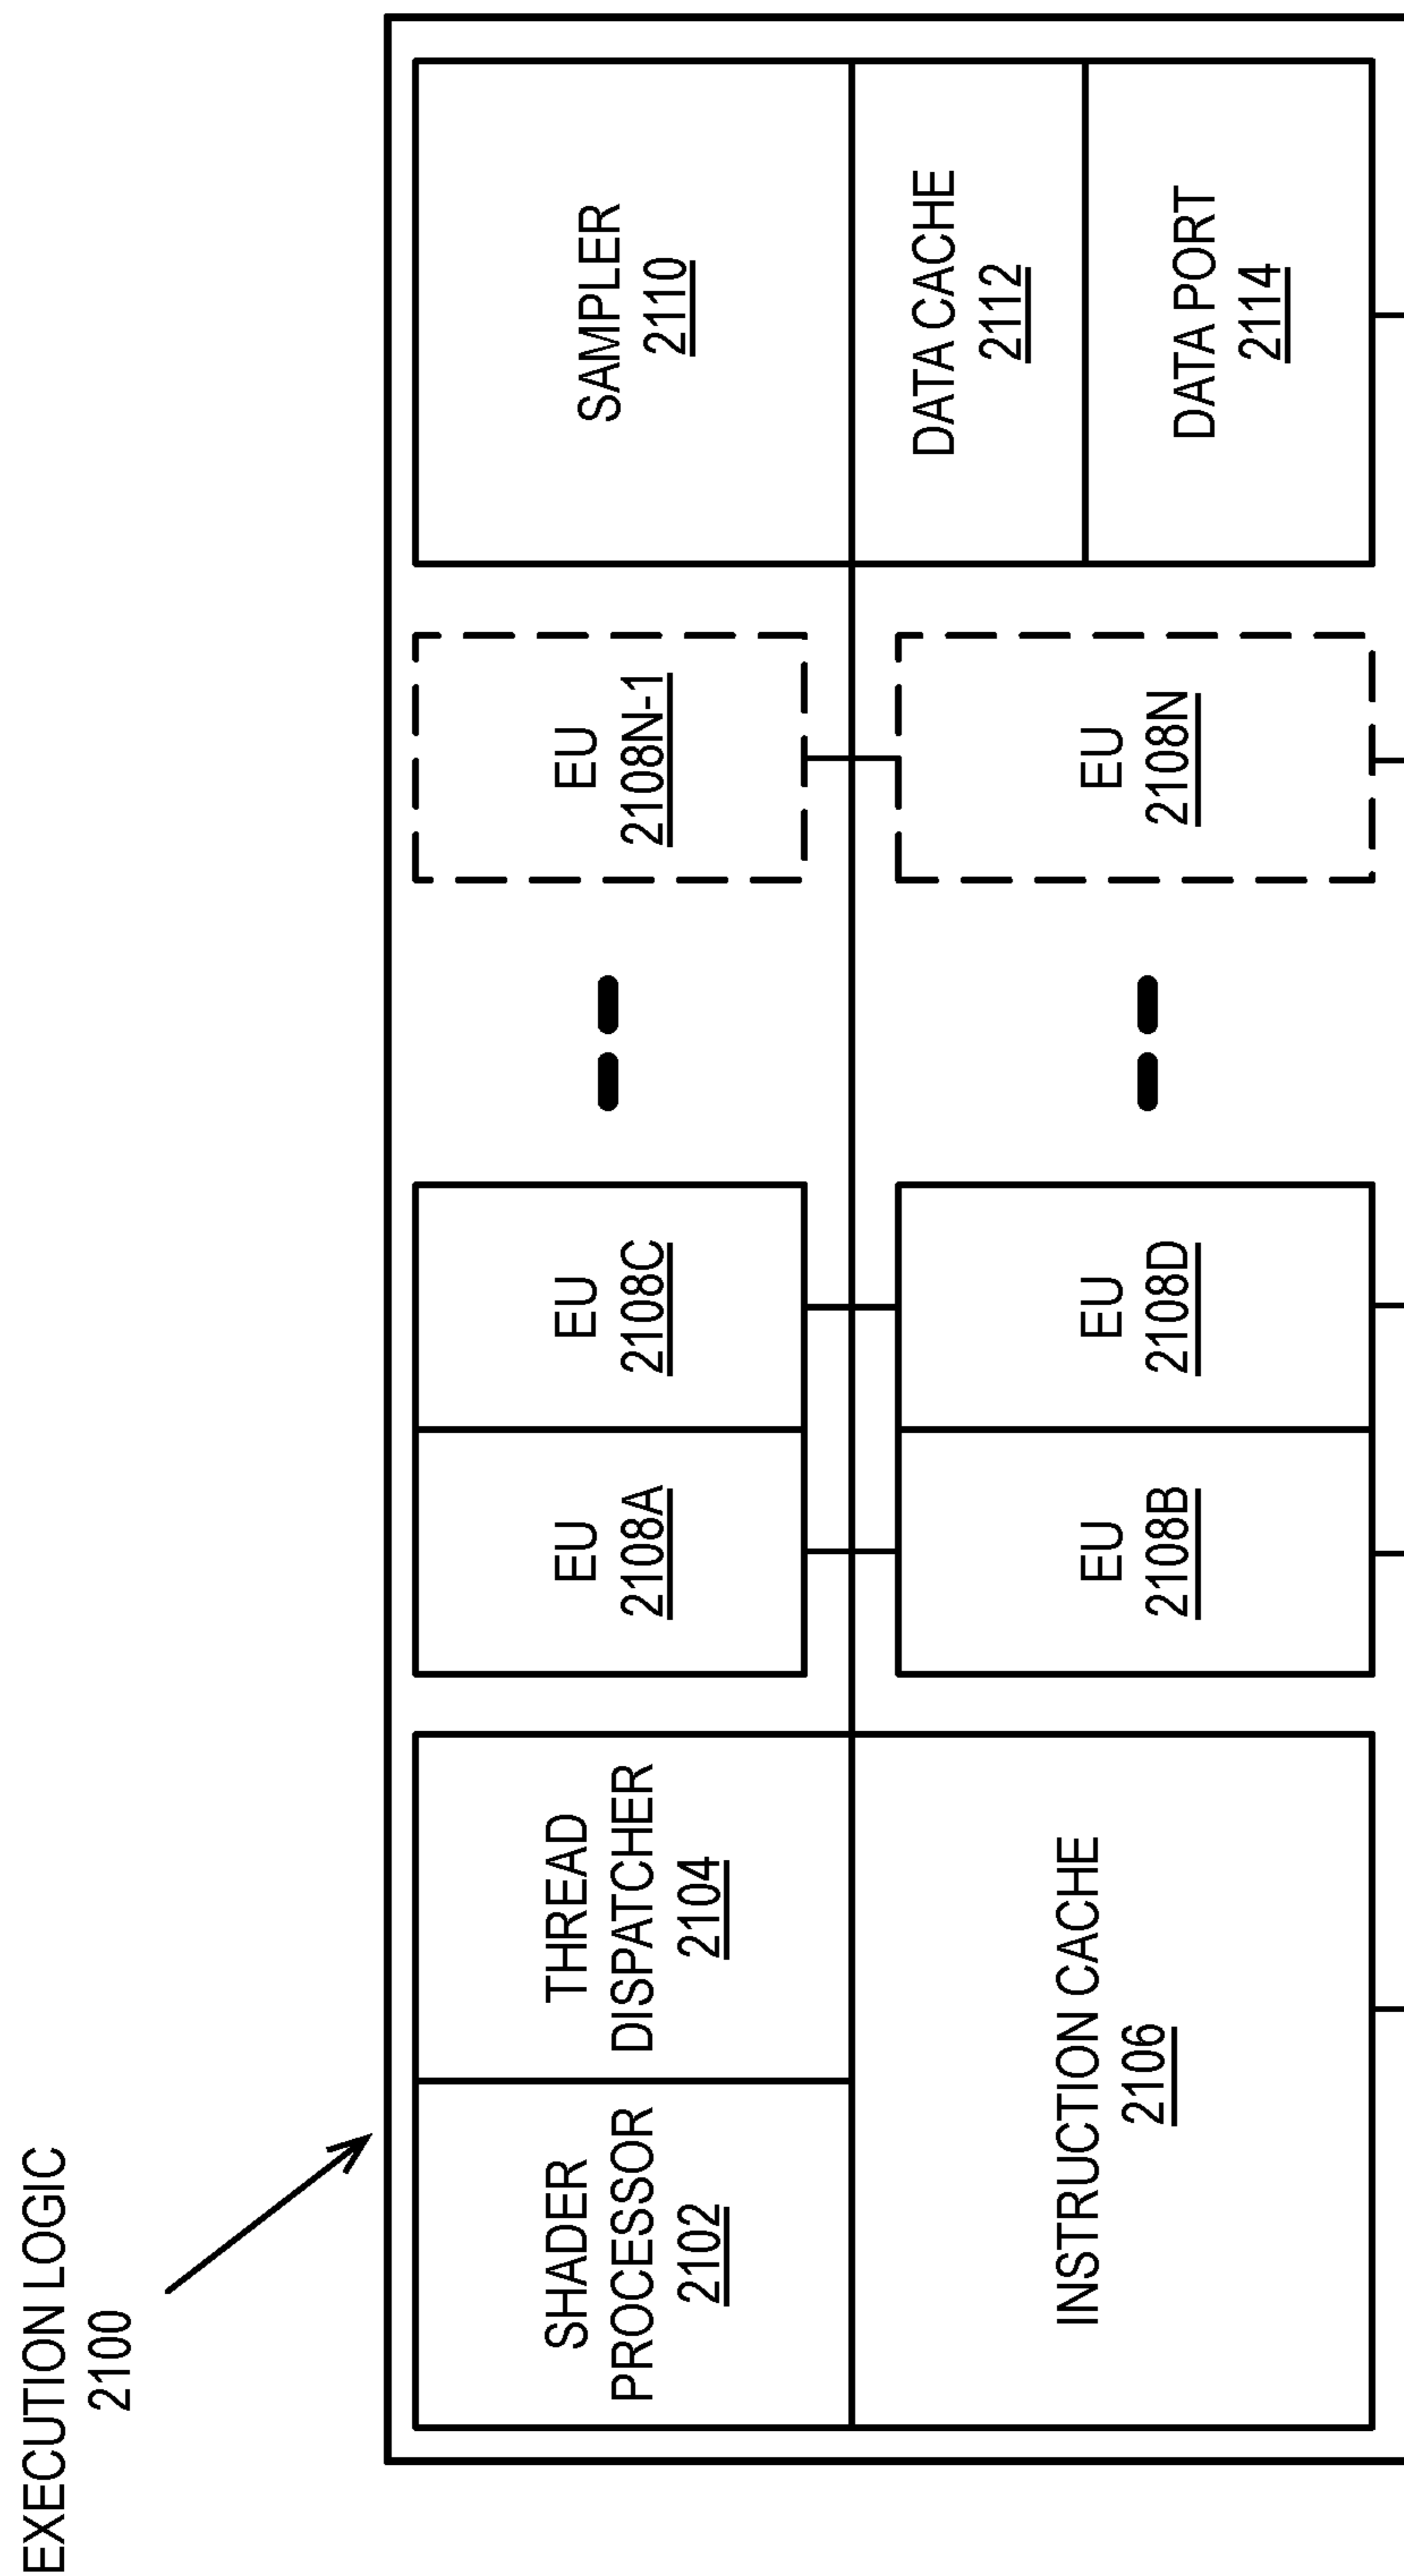 EXECUTION LOGIC
2100
SHADER
PROCESSOR
2102
THREAD
DISPATCHER
2104
INSTRUCTION CACHE
2106
EU
2108A
EU
2108C
EU
2108N-1
EU
2108B
EU
2108D
EU
2108N
SAMPLER
2110
DATA CACHE
2112
DATA PORT
2114